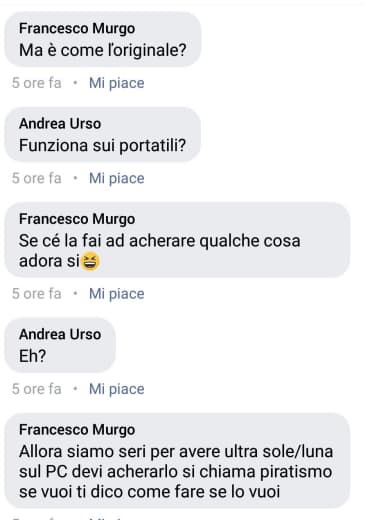 Francesco Murgo
Ma è come l'originale?
5 ore fa • Mi piace
Andrea Urso
Funziona sui portatili?
5 ore fa • Mi piace
Francesco Murgo
Se cé la fai ad acherare qualche cosa
adora si😆
5 ore fa • Mi piace
Andrea Urso
Eh?
5 ore fa • Mi piace
Francesco Murgo
Allora siamo seri per avere ultra sole/luna
sul PC devi acherarlo si chiama piratismo
se vuoi ti dico come fare se lo vuoi